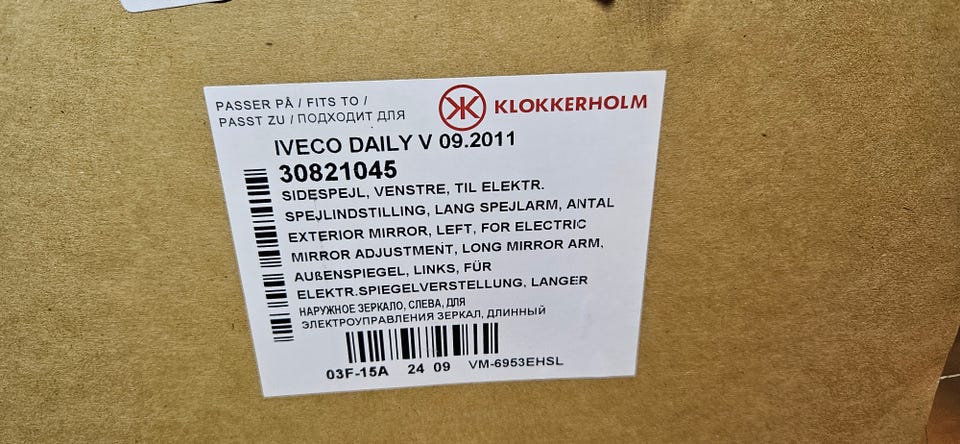 PASSER PÅ / FITS TO /
PASST ZU / ПОДХОДИТ ДЛЯ
KLOKKERHOLM
IVECO DAILY V 09.2011
30821045
SIDESPEJL, VENSTRE, TIL ELEKTR.
SPEJLINDSTILLING, LANG SPEJLARM, ANTAL
EXTERIOR MIRROR, LEFT, FOR ELECTRIC
MIRROR ADJUSTMENT, LONG MIRROR ARM,
AUßENSPIEGEL, LINKS, FÜR
ELEKTR.SPIEGELVERSTELLUNG, LANGER
НАРУЖНОЕ ЗЕРКАЛО, СЛЕВА, ДЛЯ
ЭЛЕКТРОУПРАВЛЕНИЯ ЗЕРКАЛ, ДЛИННЫЙ
03F-15A 24 09 VM-6953EHSL